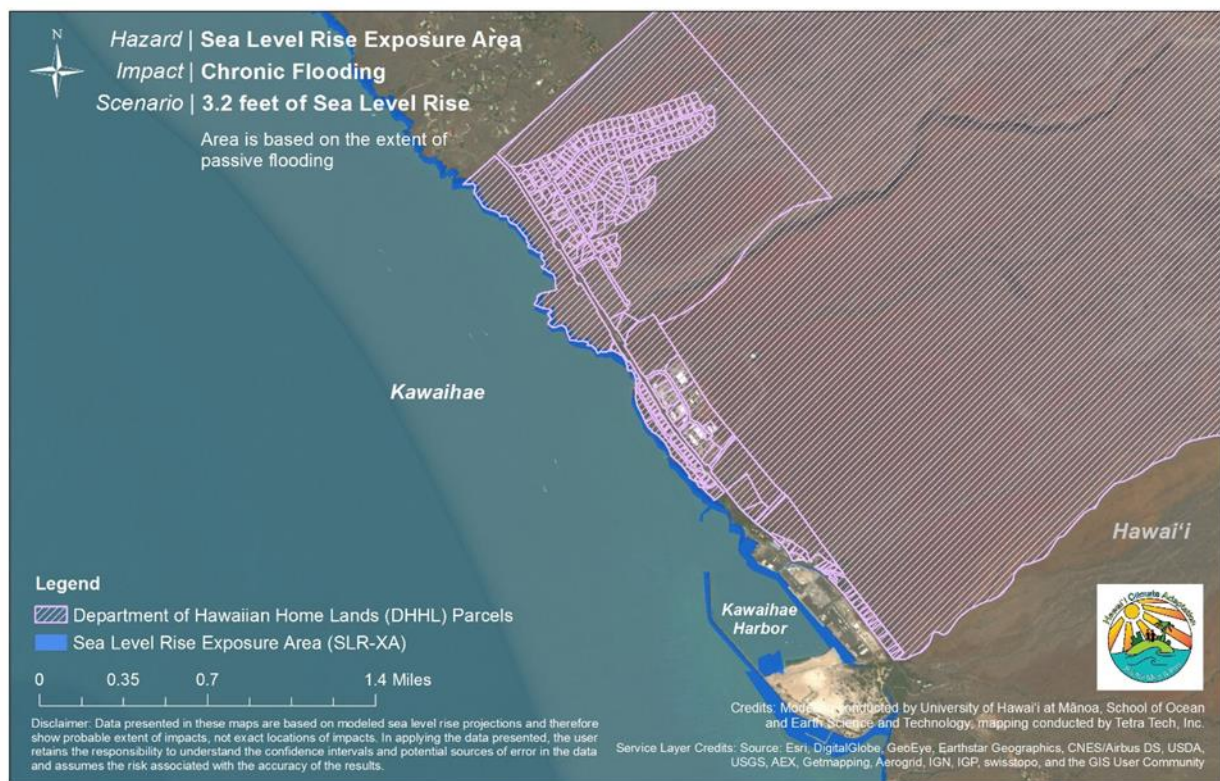 N
Hazard | Sea Level Rise Exposure Area
Impact | Chronic Flooding
Scenario | 3.2 feet of Sea Level Rise
Area is based on the extent of
passive flooding
Kawaihae
Hawaiʻi
Kawaihae
Harbor
Legend
Department of Hawaiian Home Lands (DHHL) Parcels
Sea Level Rise Exposure Area (SLR-XA)
0 0.35 0.7 1.4 Miles
Disclaimer: Data presented in these maps are based on modeled sea level rise projections and therefore
show probable extent of impacts, not exact locations of impacts. In applying the data presented, the user
retains the responsibility to understand the confidence intervals and potential sources of error in the data
and assumes the risk associated with the accuracy of the results.
Hawaiʻi Climate Adaptation
Credits: Modeling conducted by University of Hawaiʻi at Mānoa, School of Ocean
and Earth Science and Technology, mapping conducted by Tetra Tech, Inc.
Service Layer Credits: Source: Esri, DigitalGlobe, GeoEye, Earthstar Geographics, CNES/Airbus DS, USDA,
USGS, AEX, Getmapping, Aerogrid, IGN, IGP, swisstopo, and the GIS User Community